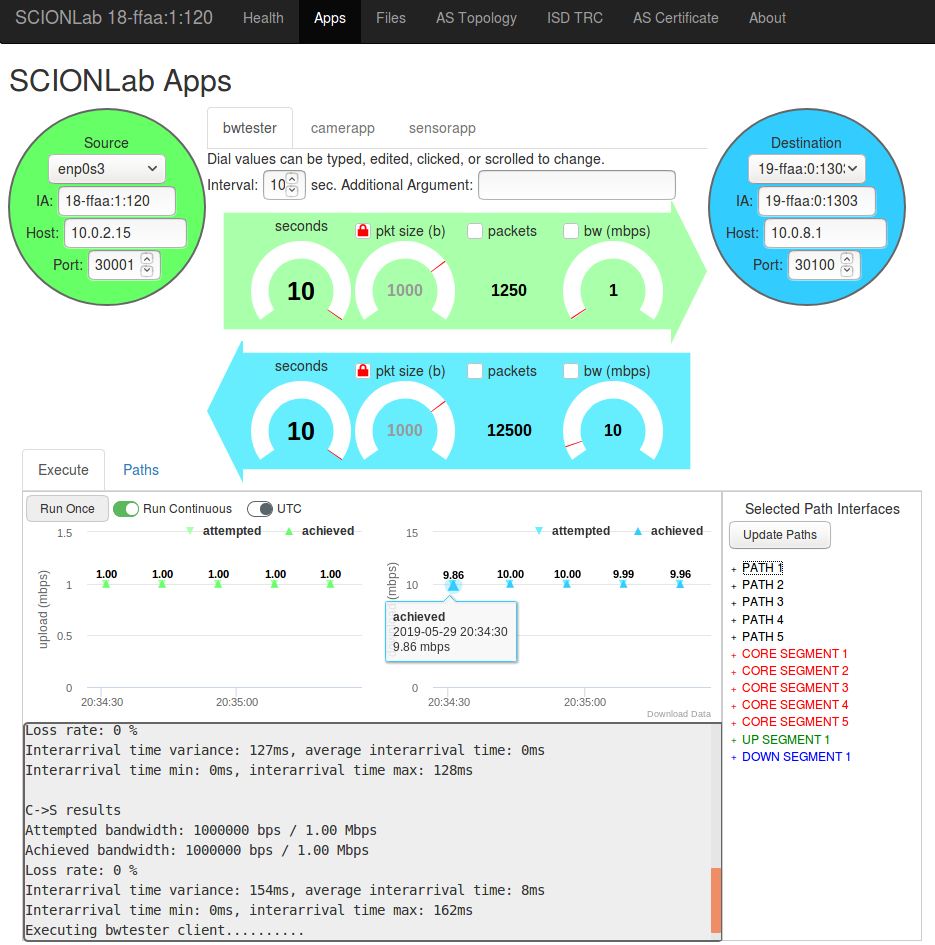 SCIONLab 18-ffaa:1:120 Health Apps Files AS Topology ISD TRC AS Certificate About
SCIONLab Apps
Source
enp0s3
IA: 18-ffaa:1:120
Host: 10.0.2.15
Port: 30001
bwtester camerapp sensorapp
Dial values can be typed, edited, clicked, or scrolled to change.
Interval: 10 sec. Additional Argument:
seconds pkt size (b) packets bw (mbps)
10 1000 1250 1
Destination
19-ffaa:0:130
IA: 19-ffaa:0:1303
Host: 10.0.8.1
Port: 30100
seconds pkt size (b) packets bw (mbps)
10 1000 12500 10
Execute Paths
Run Once Run Continuous UTC
attempted achieved
1.5
1.00 1.00 1.00 1.00 1.00
1
0.5
0
upload (mbps)
20:34:30 20:35:00
attempted achieved
15
9.86 10.00 10.00 9.99 9.96
10
(mbps)
achieved
2019-05-29 20:34:30
9.86 mbps
0
20:34:30 20:35:00
Download Data
Selected Path Interfaces
Update Paths
+ PATH 1
+ PATH 2
+ PATH 3
+ PATH 4
+ PATH 5
+ CORE SEGMENT 1
+ CORE SEGMENT 2
+ CORE SEGMENT 3
+ CORE SEGMENT 4
+ CORE SEGMENT 5
+ UP SEGMENT 1
+ DOWN SEGMENT 1
Loss rate: 0 %
Interarrival time variance: 127ms, average interarrival time: 0ms
Interarrival time min: 0ms, interarrival time max: 128ms
C->S results
Attempted bandwidth: 1000000 bps / 1.00 Mbps
Achieved bandwidth: 1000000 bps / 1.00 Mbps
Loss rate: 0 %
Interarrival time variance: 154ms, average interarrival time: 8ms
Interarrival time min: 0ms, interarrival time max: 162ms
Executing bwtester client..........